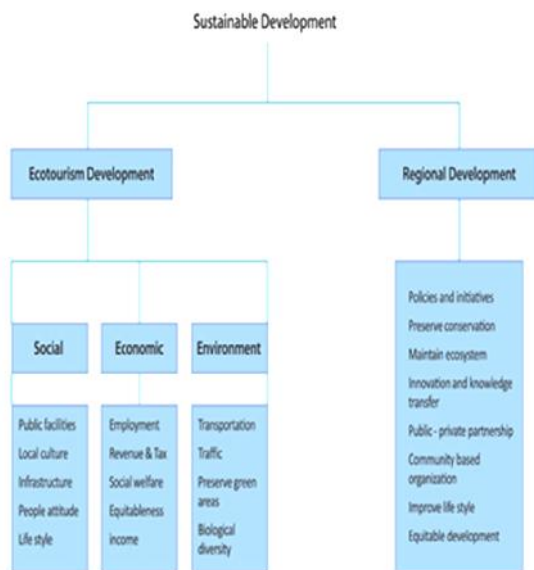 Sustainable Development
Ecotourism Development
Regional Development
Social
Economic
Environment
Public facilities
Local culture
Infrastructure
People attitude
Life style
Employment
Revenue & Tax
Social welfare
Equitableness
income
Transportation
Traffic
Preserve green
areas
Biological
diversity
Policies and initiatives
Preserve conservation
Maintain ecosystem
Innovation and knowledge
transfer
Public - private partnership
Community based
organization
Improve life style
Equitable development